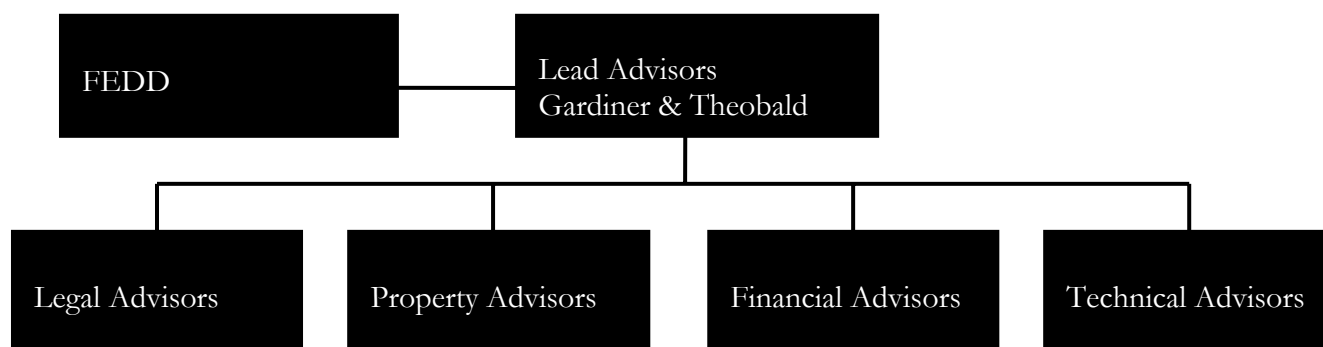 FEDD
Lead Advisors
Gardiner & Theobald
Legal Advisors
Property Advisors
Financial Advisors
Technical Advisors